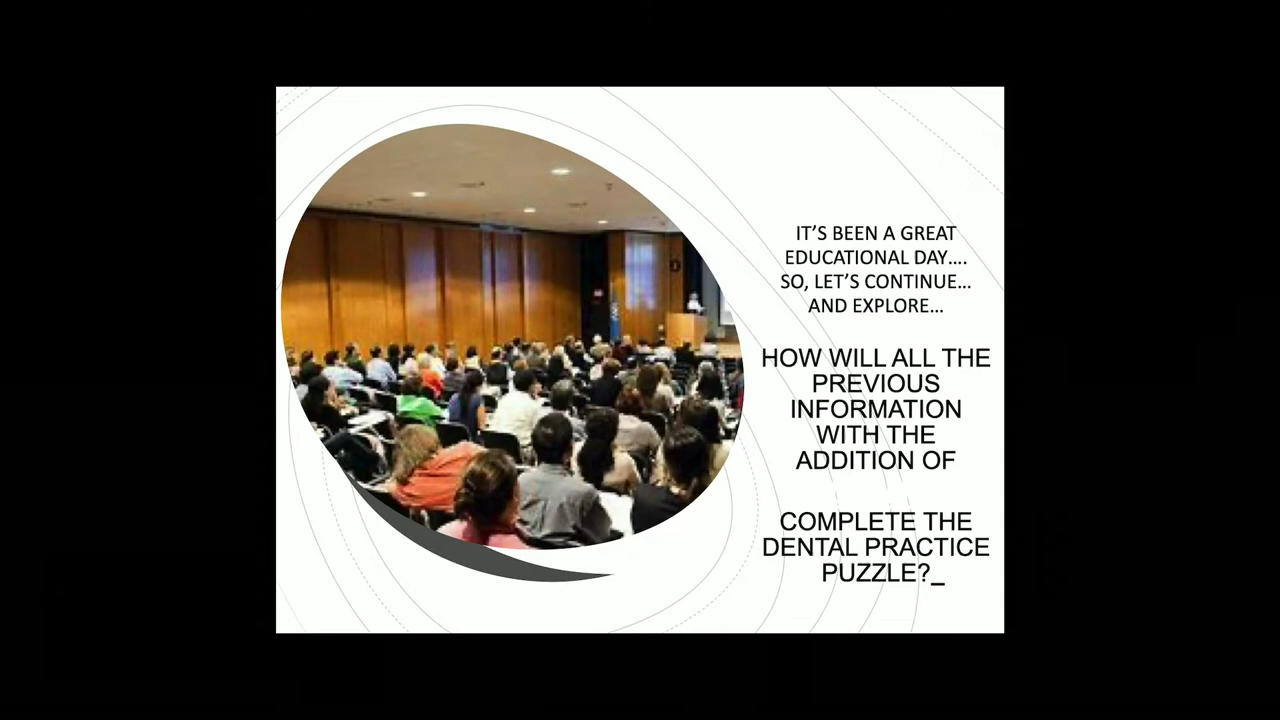 IT’S BEEN A GREAT
EDUCATIONAL DAY....
SO, LET’S CONTINUE...
AND EXPLORE...
HOW WILL ALL THE
PREVIOUS
INFORMATION
WITH THE
ADDITION OF
COMPLETE THE
DENTAL PRACTICE
PUZZLE?_